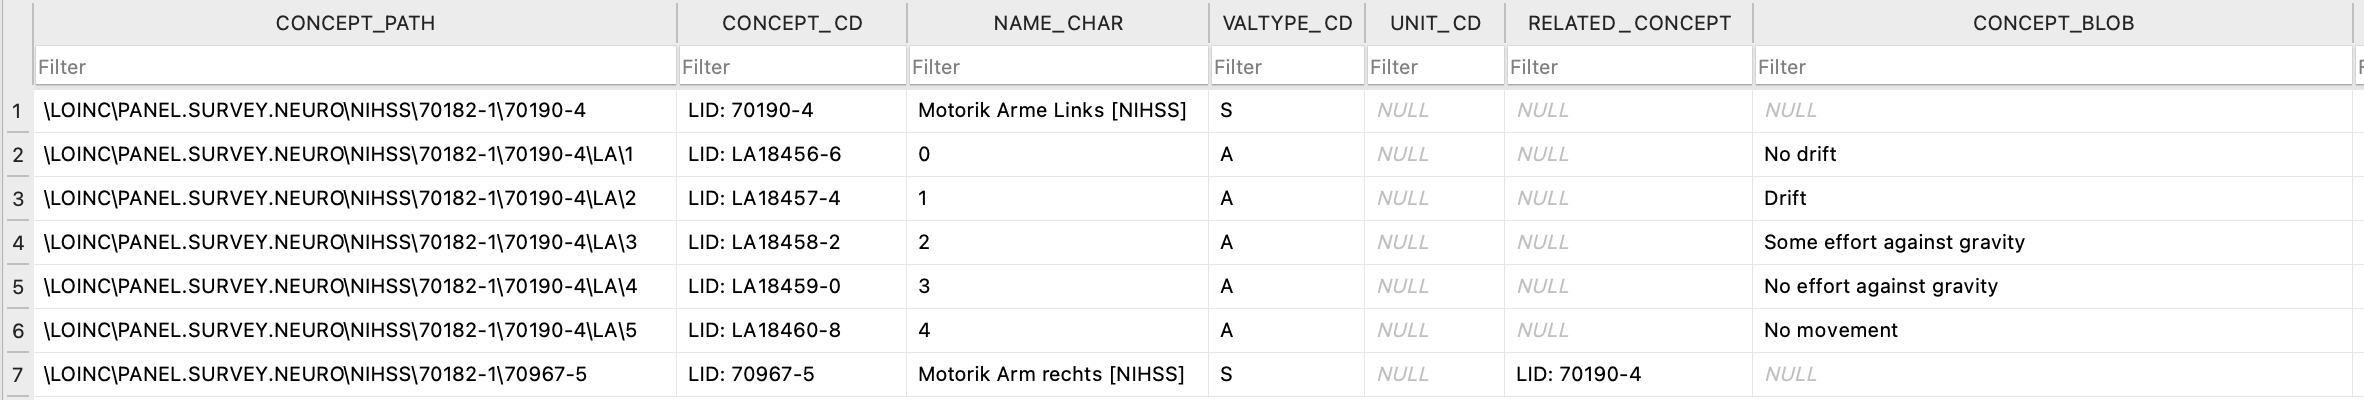 CONCEPT_PATH CONCEPT_CD NAME_CHAR VALTYPE_CD UNIT_CD RELATED_CONCEPT CONCEPT_BLOB
Filter Filter Filter Filter Filter Filter Filter
1 \LOINC\PANEL.SURVEY.NEURO\NIHSS\70182-1\70190-4 LID: 70190-4 Motorik Arme Links [NIHSS] S NULL NULL NULL
2 \LOINC\PANEL.SURVEY.NEURO\NIHSS\70182-1\70190-4\LA\1 LID: LA18456-6 0 A NULL NULL No drift
3 \LOINC\PANEL.SURVEY.NEURO\NIHSS\70182-1\70190-4\LA\2 LID: LA18457-4 1 A NULL NULL Drift
4 \LOINC\PANEL.SURVEY.NEURO\NIHSS\70182-1\70190-4\LA\3 LID: LA18458-2 2 A NULL NULL Some effort against gravity
5 \LOINC\PANEL.SURVEY.NEURO\NIHSS\70182-1\70190-4\LA\4 LID: LA18459-0 3 A NULL NULL No effort against gravity
6 \LOINC\PANEL.SURVEY.NEURO\NIHSS\70182-1\70190-4\LA\5 LID: LA18460-8 4 A NULL NULL No movement
7 \LOINC\PANEL.SURVEY.NEURO\NIHSS\70182-1\70967-5 LID: 70967-5 Motorik Arm rechts [NIHSS] S NULL LID: 70190-4 NULL